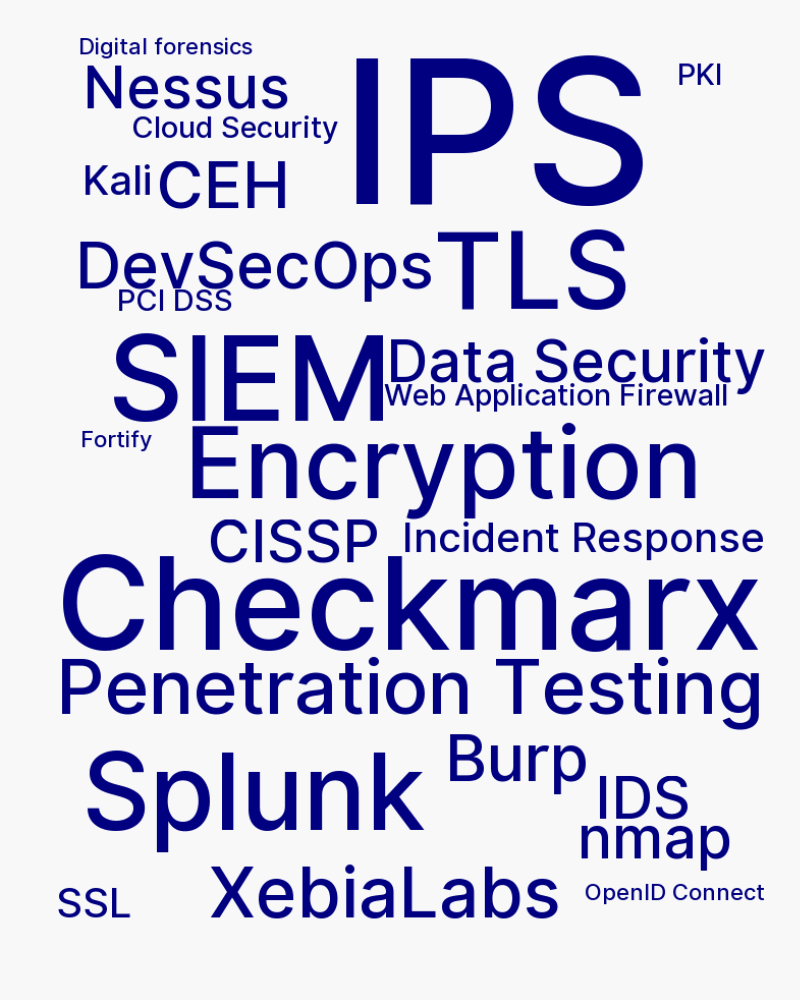 Digital forensics
Nessus
IPS
PKI
Cloud Security
Kali
CEH
DevSecOps
TLS
PCI DSS
SIEM
Data Security
Web Application Firewall
Fortify
Encryption
CISSP
Incident Response
Checkmarx
Penetration Testing
Splunk
Burp
IDS
nmap
SSL
XebiaLabs
OpenID Connect